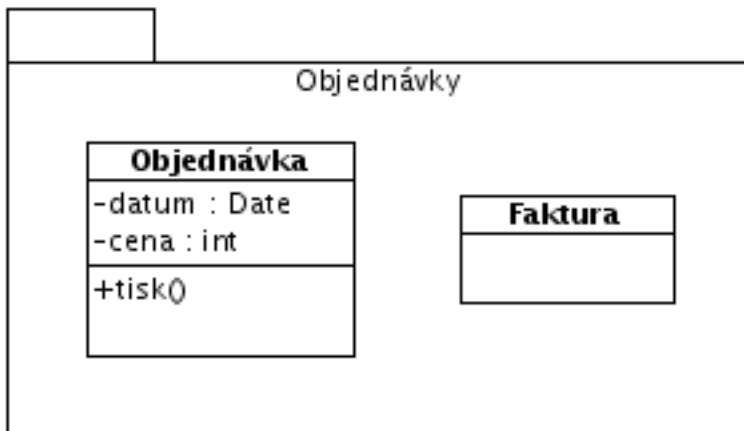 Objednávky
Objednávka
-datum : Date
-cena : int
+tisk()
Faktura